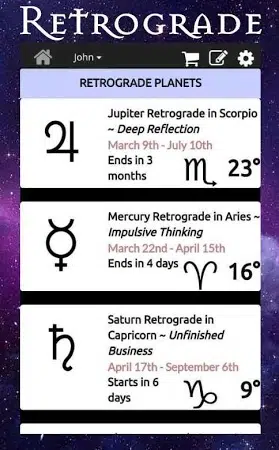 RETROGRADE
John
RETROGRADE PLANETS
Jupiter Retrograde in Scorpio
~ Deep Reflection
March 9th - July 10th
Ends in 3
months
♃
♏ 23°
Mercury Retrograde in Aries ~
Impulsive Thinking
March 22nd - April 15th
Ends in 4 days
☿
♈ 16°
Saturn Retrograde in
Capricorn ~ Unfinished
Business
April 17th - September 6th
Starts in 6
days
♄
♑ 9°